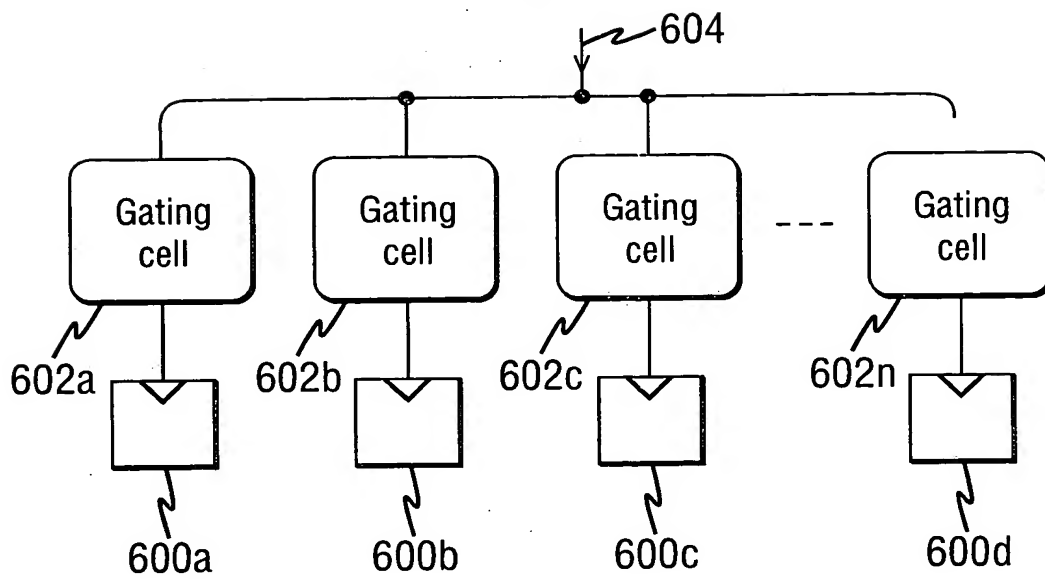 604
Gating
cell
Gating
cell
Gating
cell
Gating
cell
602a
602b
602c
602n
600a
600b
600c
600d